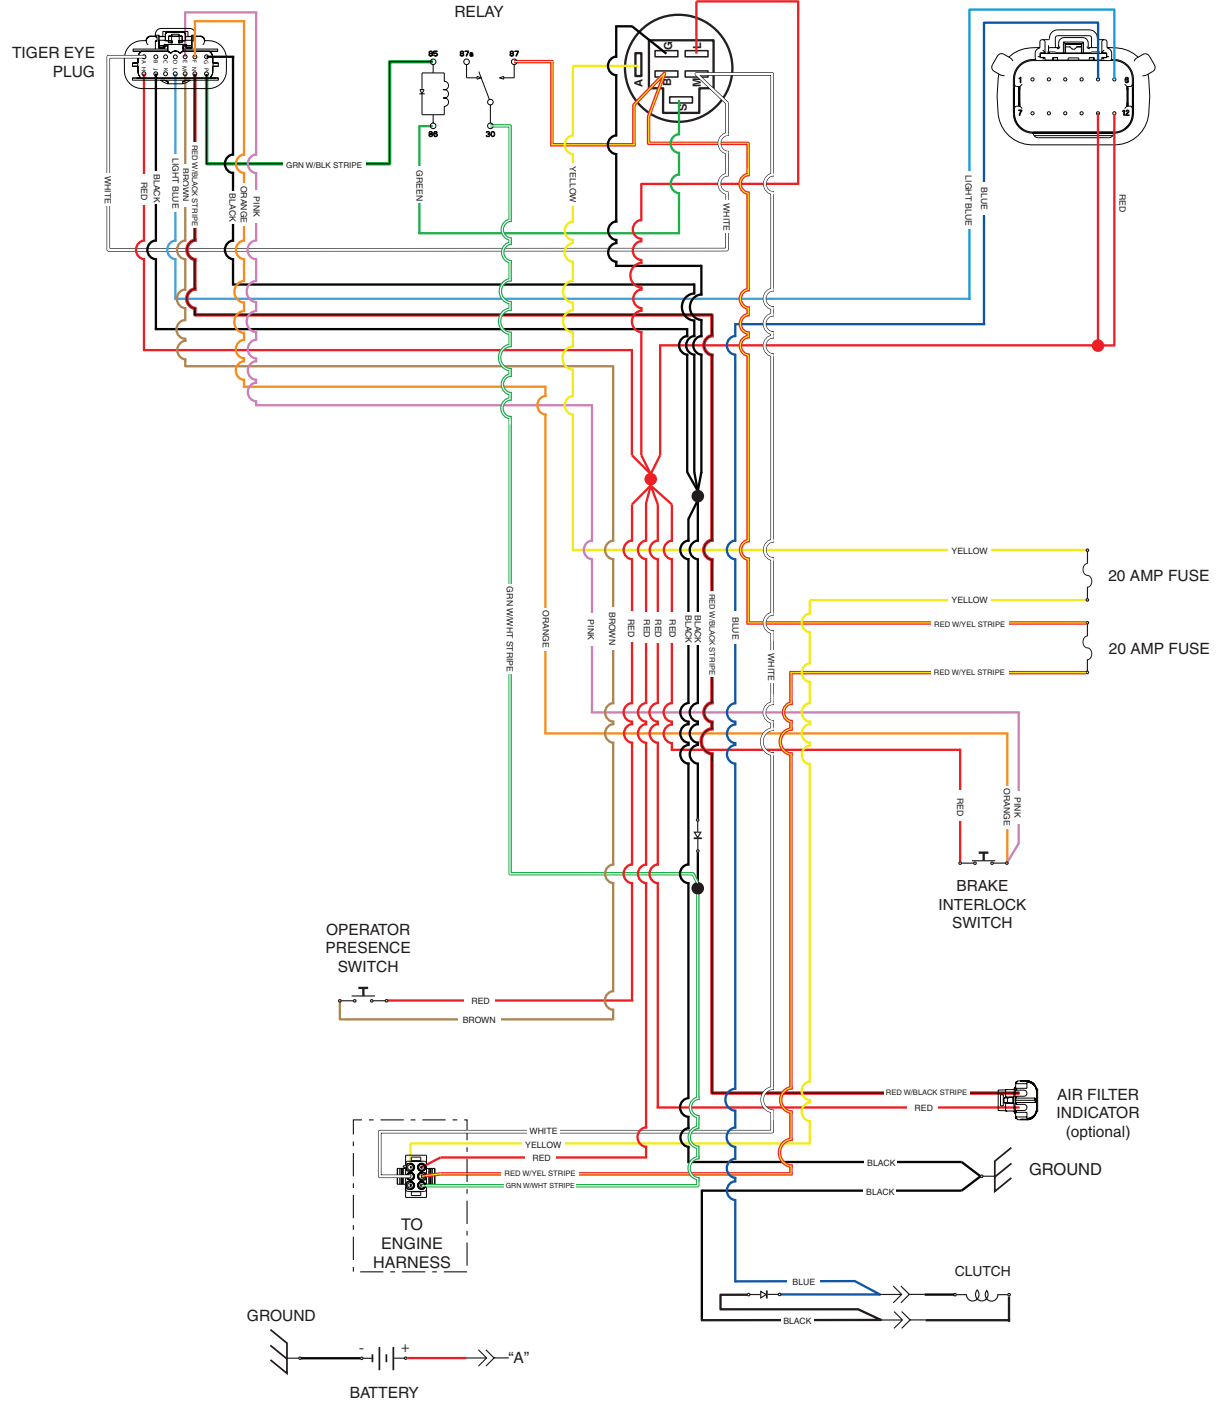 RELAY
TIGER EYE
PLUG
85
87a
87
86
30
G
L
A
B
M
S
1
6
7
12
GRN W/BLK STRIPE
WHITE
RED
BLACK
LIGHT BLUE
BROWN
RED W/BLACK STRIPE
BLACK
ORANGE
PINK
GREEN
YELLOW
WHITE
LIGHT BLUE
BLUE
RED
YELLOW
20 AMP FUSE
YELLOW
RED W/YEL STRIPE
20 AMP FUSE
RED W/YEL STRIPE
GRN W/WHT STRIPE
ORANGE
PINK
BROWN
RED
RED
RED
RED
BLACK
BLACK
RED W/BLACK STRIPE
BLUE
WHITE
RED
ORANGE
PINK
BRAKE
INTERLOCK
SWITCH
OPERATOR
PRESENCE
SWITCH
RED
BROWN
RED W/BLACK STRIPE
RED
AIR FILTER
INDICATOR
(optional)
WHITE
YELLOW
RED
RED W/YEL STRIPE
GRN W/WHT STRIPE
TO
ENGINE
HARNESS
BLACK
BLACK
GROUND
BLUE
CLUTCH
BLACK
GROUND
-
+
"A"
BATTERY